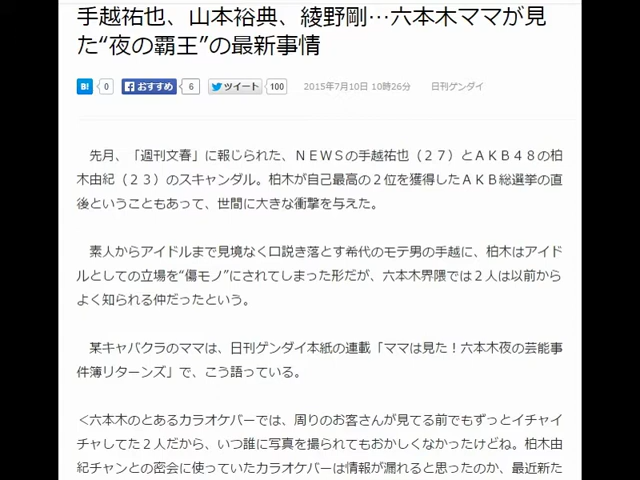 手越祐也、山本裕典、綾野剛…六本木ママが見
た“夜の覇王”の最新事情
B! 0 おすすめ 6 ツイート 100 2015年7月10日 10時26分 日刊ゲンダイ
先月、「週刊文春」に報じられた、ＮＥＷＳの手越祐也（２７）とＡＫＢ４８の柏
木由紀（２３）のスキャンダル。柏木が自己最高の２位を獲得したＡＫＢ総選挙の直
後ということもあって、世間に大きな衝撃を与えた。
素人からアイドルまで見境なく口説き落とす希代のモテ男の手越に、柏木はアイド
ルとしての立場を“傷モノ”にされてしまった形だが、六本木界隈では２人は以前から
よく知られる仲だったという。
某キャバクラのママは、日刊ゲンダイ本紙の連載「ママは見た！六本木夜の芸能事
件簿リターンズ」で、こう語っている。
＜六本木のとあるカラオケバーでは、周りのお客さんが見てる前でもずっとイチャイ
チャしてた２人だから、いつ誰に写真を撮られてもおかしくなかったけどね。柏木由
紀チャンとの密会に使っていたカラオケバーは情報が漏れると思ったのか、最近新た